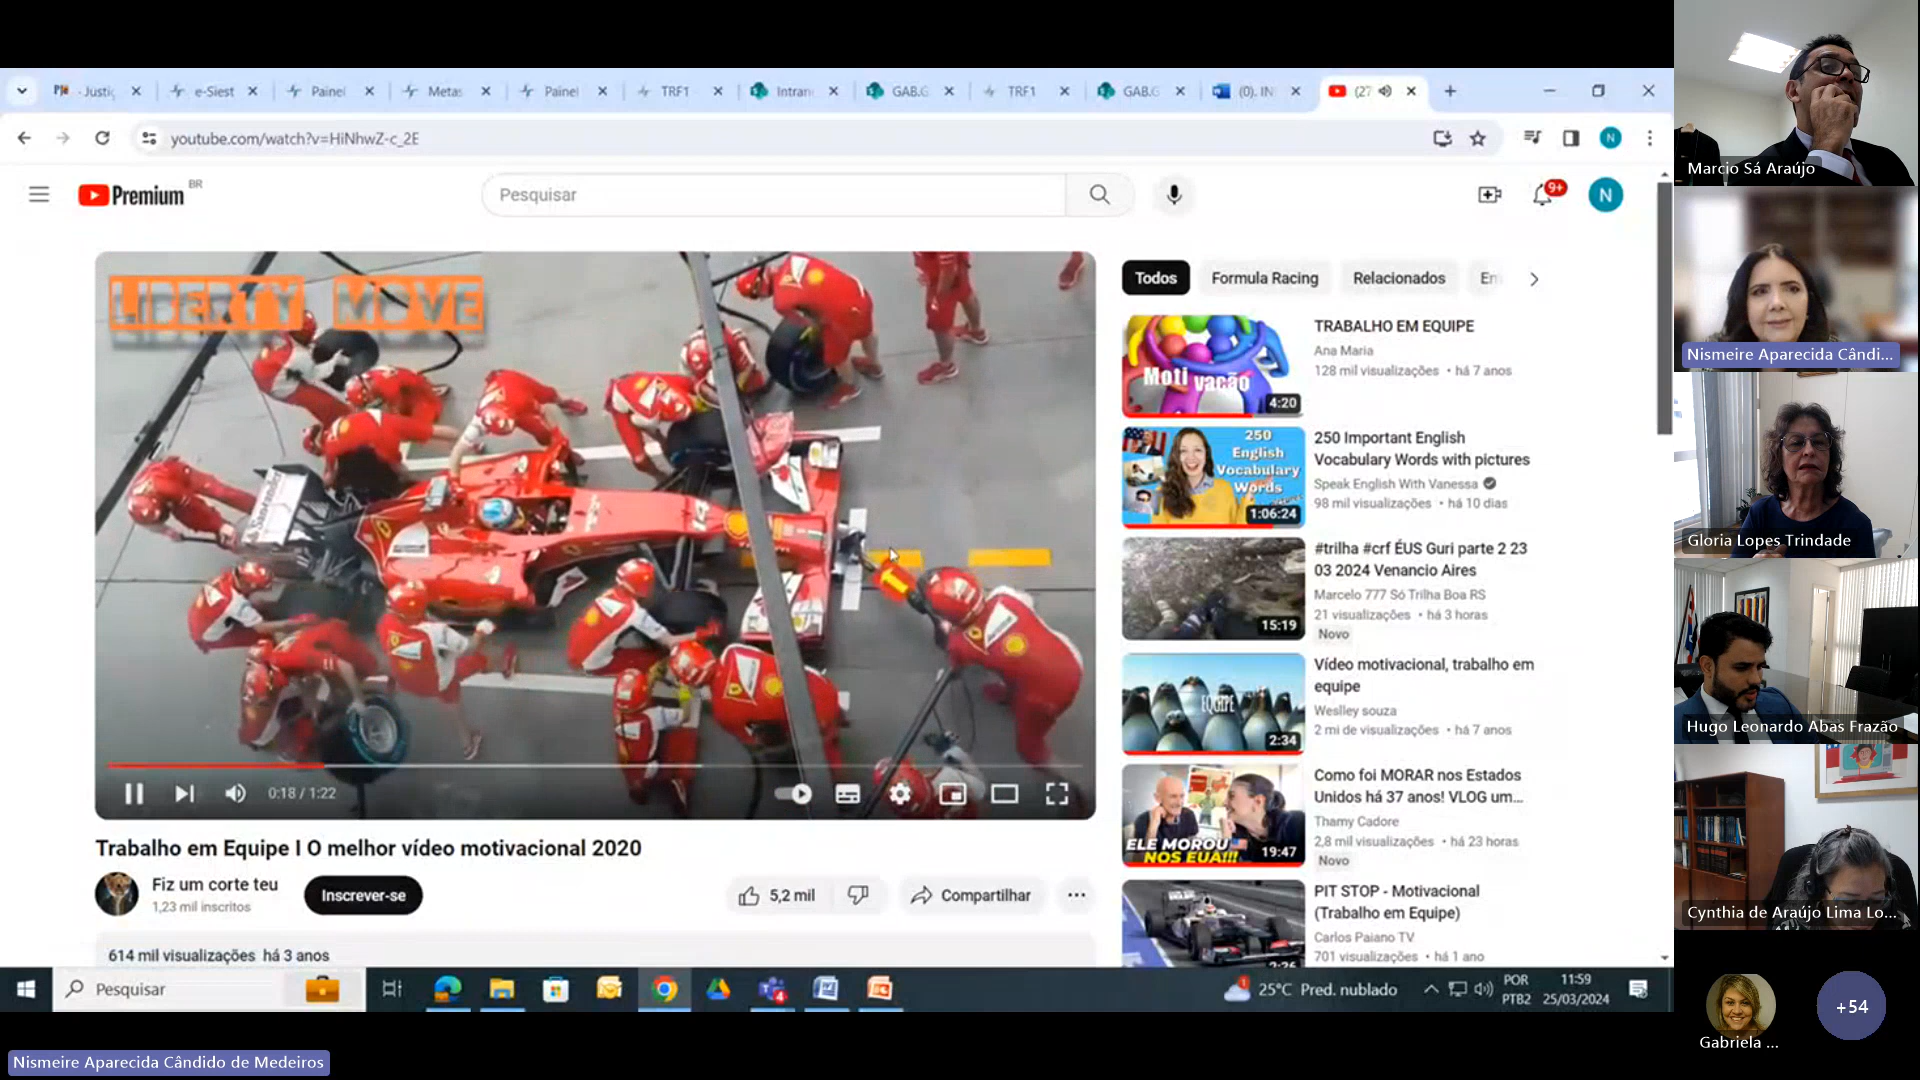 PJe - Justiç
e-Siest
Painel
Metas
Painel
TRF1
Intran
GAB.G
TRF1
GAB.G
(0). IN
(27
youtube.com/watch?v=HiNhwZ-c_2E
N
Premium
BR
Pesquisar
9+
N
LIBERTY MOVE
Santander
14
0:18 / 1:22
Trabalho em Equipe I O melhor vídeo motivacional 2020
Fiz um corte teu
1,23 mil inscritos
Inscrever-se
5,2 mil
Compartilhar
614 mil visualizações há 3 anos
Todos
Formula Racing
Relacionados
Em
Moti vação
4:20
TRABALHO EM EQUIPE
Ana Maria
128 mil visualizações • há 7 anos
250
English
Vocabulary
Words
1:06:24
250 Important English
Vocabulary Words with pictures
Speak English With Vanessa
98 mil visualizações • há 10 dias
15:19
#trilha #crf ÉUS Guri parte 2 23
03 2024 Venancio Aires
Marcelo 777 Só Trilha Boa RS
21 visualizações • há 3 horas
Novo
EQUIPE
2:34
Vídeo motivacional, trabalho em
equipe
Weslley souza
2 mi de visualizações • há 7 anos
ELE MOROU
NOS EUA!!!
19:47
Como foi MORAR nos Estados
Unidos há 37 anos! VLOG um...
Thamy Cadore
2,8 mil visualizações • há 23 horas
Novo
2:26
PIT STOP - Motivacional
(Trabalho em Equipe)
Carlos Paiano TV
701 visualizações • há 1 ano
Pesquisar
4
1
25°C Pred. nublado
POR
PTB2
11:59
25/03/2024
Nismeire Aparecida Cândido de Medeiros
Marcio Sá Araújo
Nismeire Aparecida Cândi...
Gloria Lopes Trindade
Hugo Leonardo Abas Frazão
Cynthia de Araújo Lima Lo...
Gabriela ...
+54